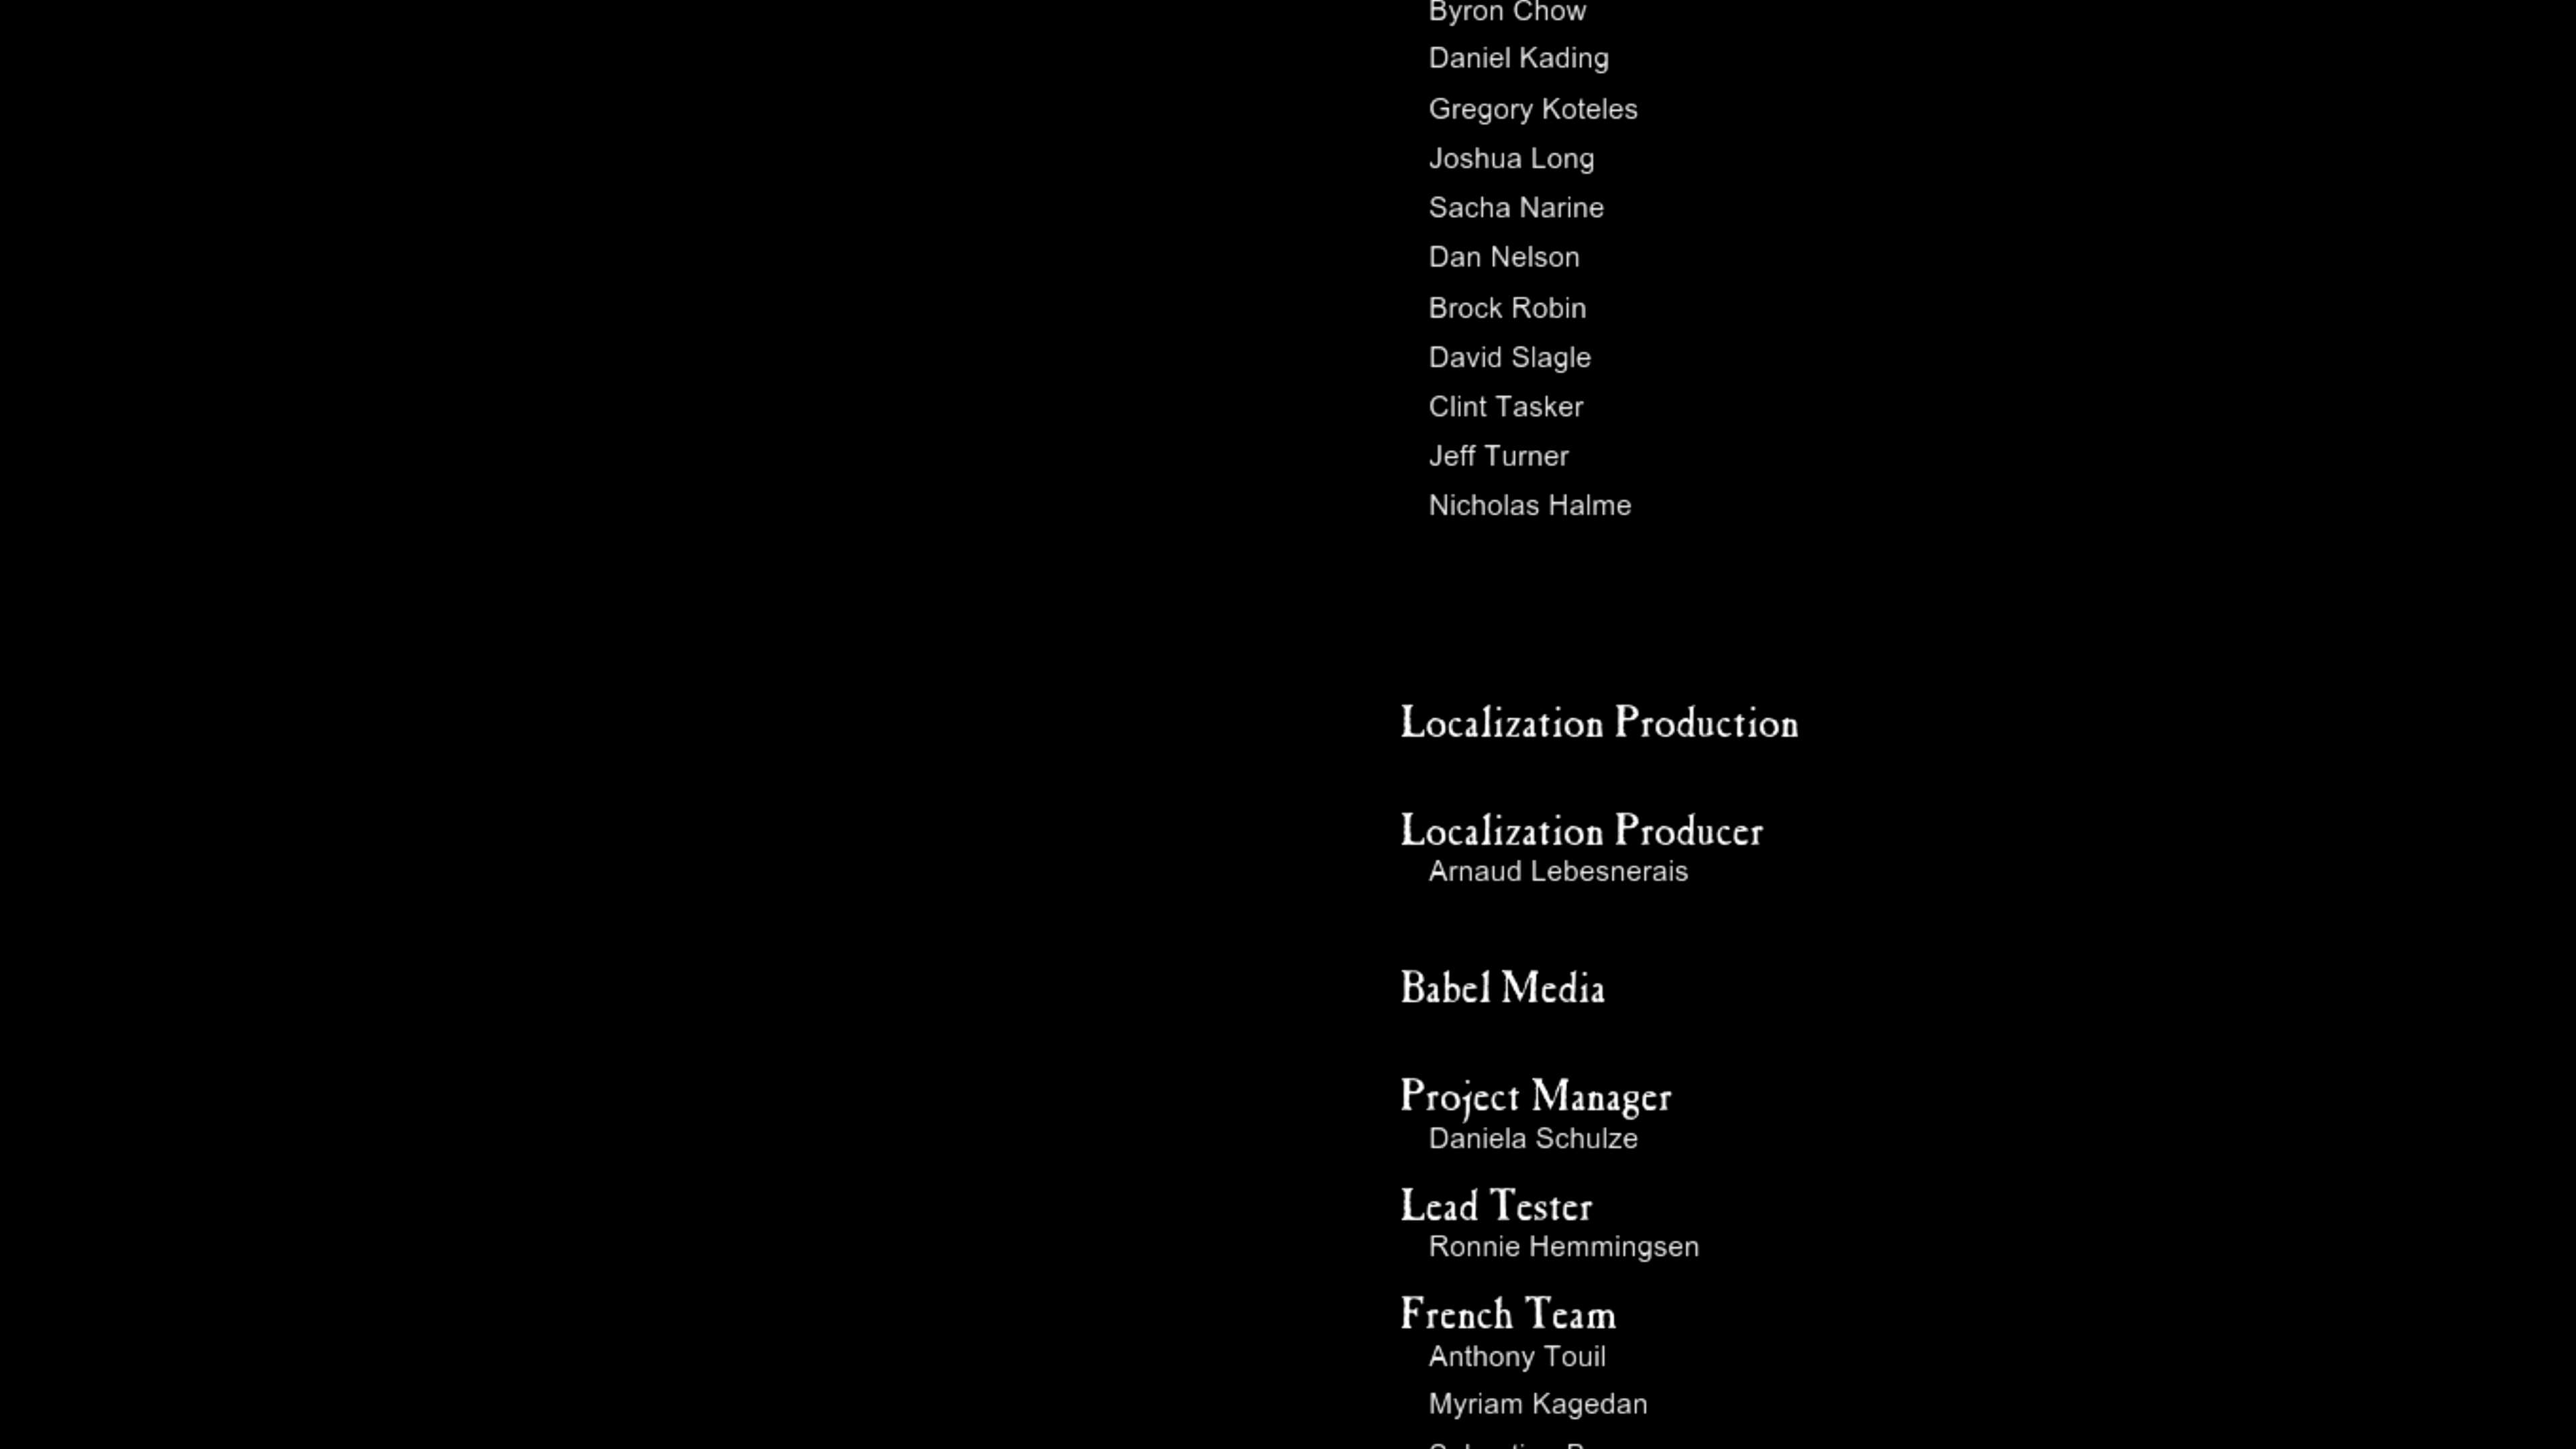 Byron Chow
Daniel Kading
Gregory Koteles
Joshua Long
Sacha Narine
Dan Nelson
Brock Robin
David Slagle
Clint Tasker
Jeff Turner
Nicholas Halme
Localization Production
Localization Producer
Arnaud Lebesnerais
Babel Media
Project Manager
Daniela Schulze
Lead Tester
Ronnie Hemmingsen
French Team
Anthony Touil
Myriam Kagedan